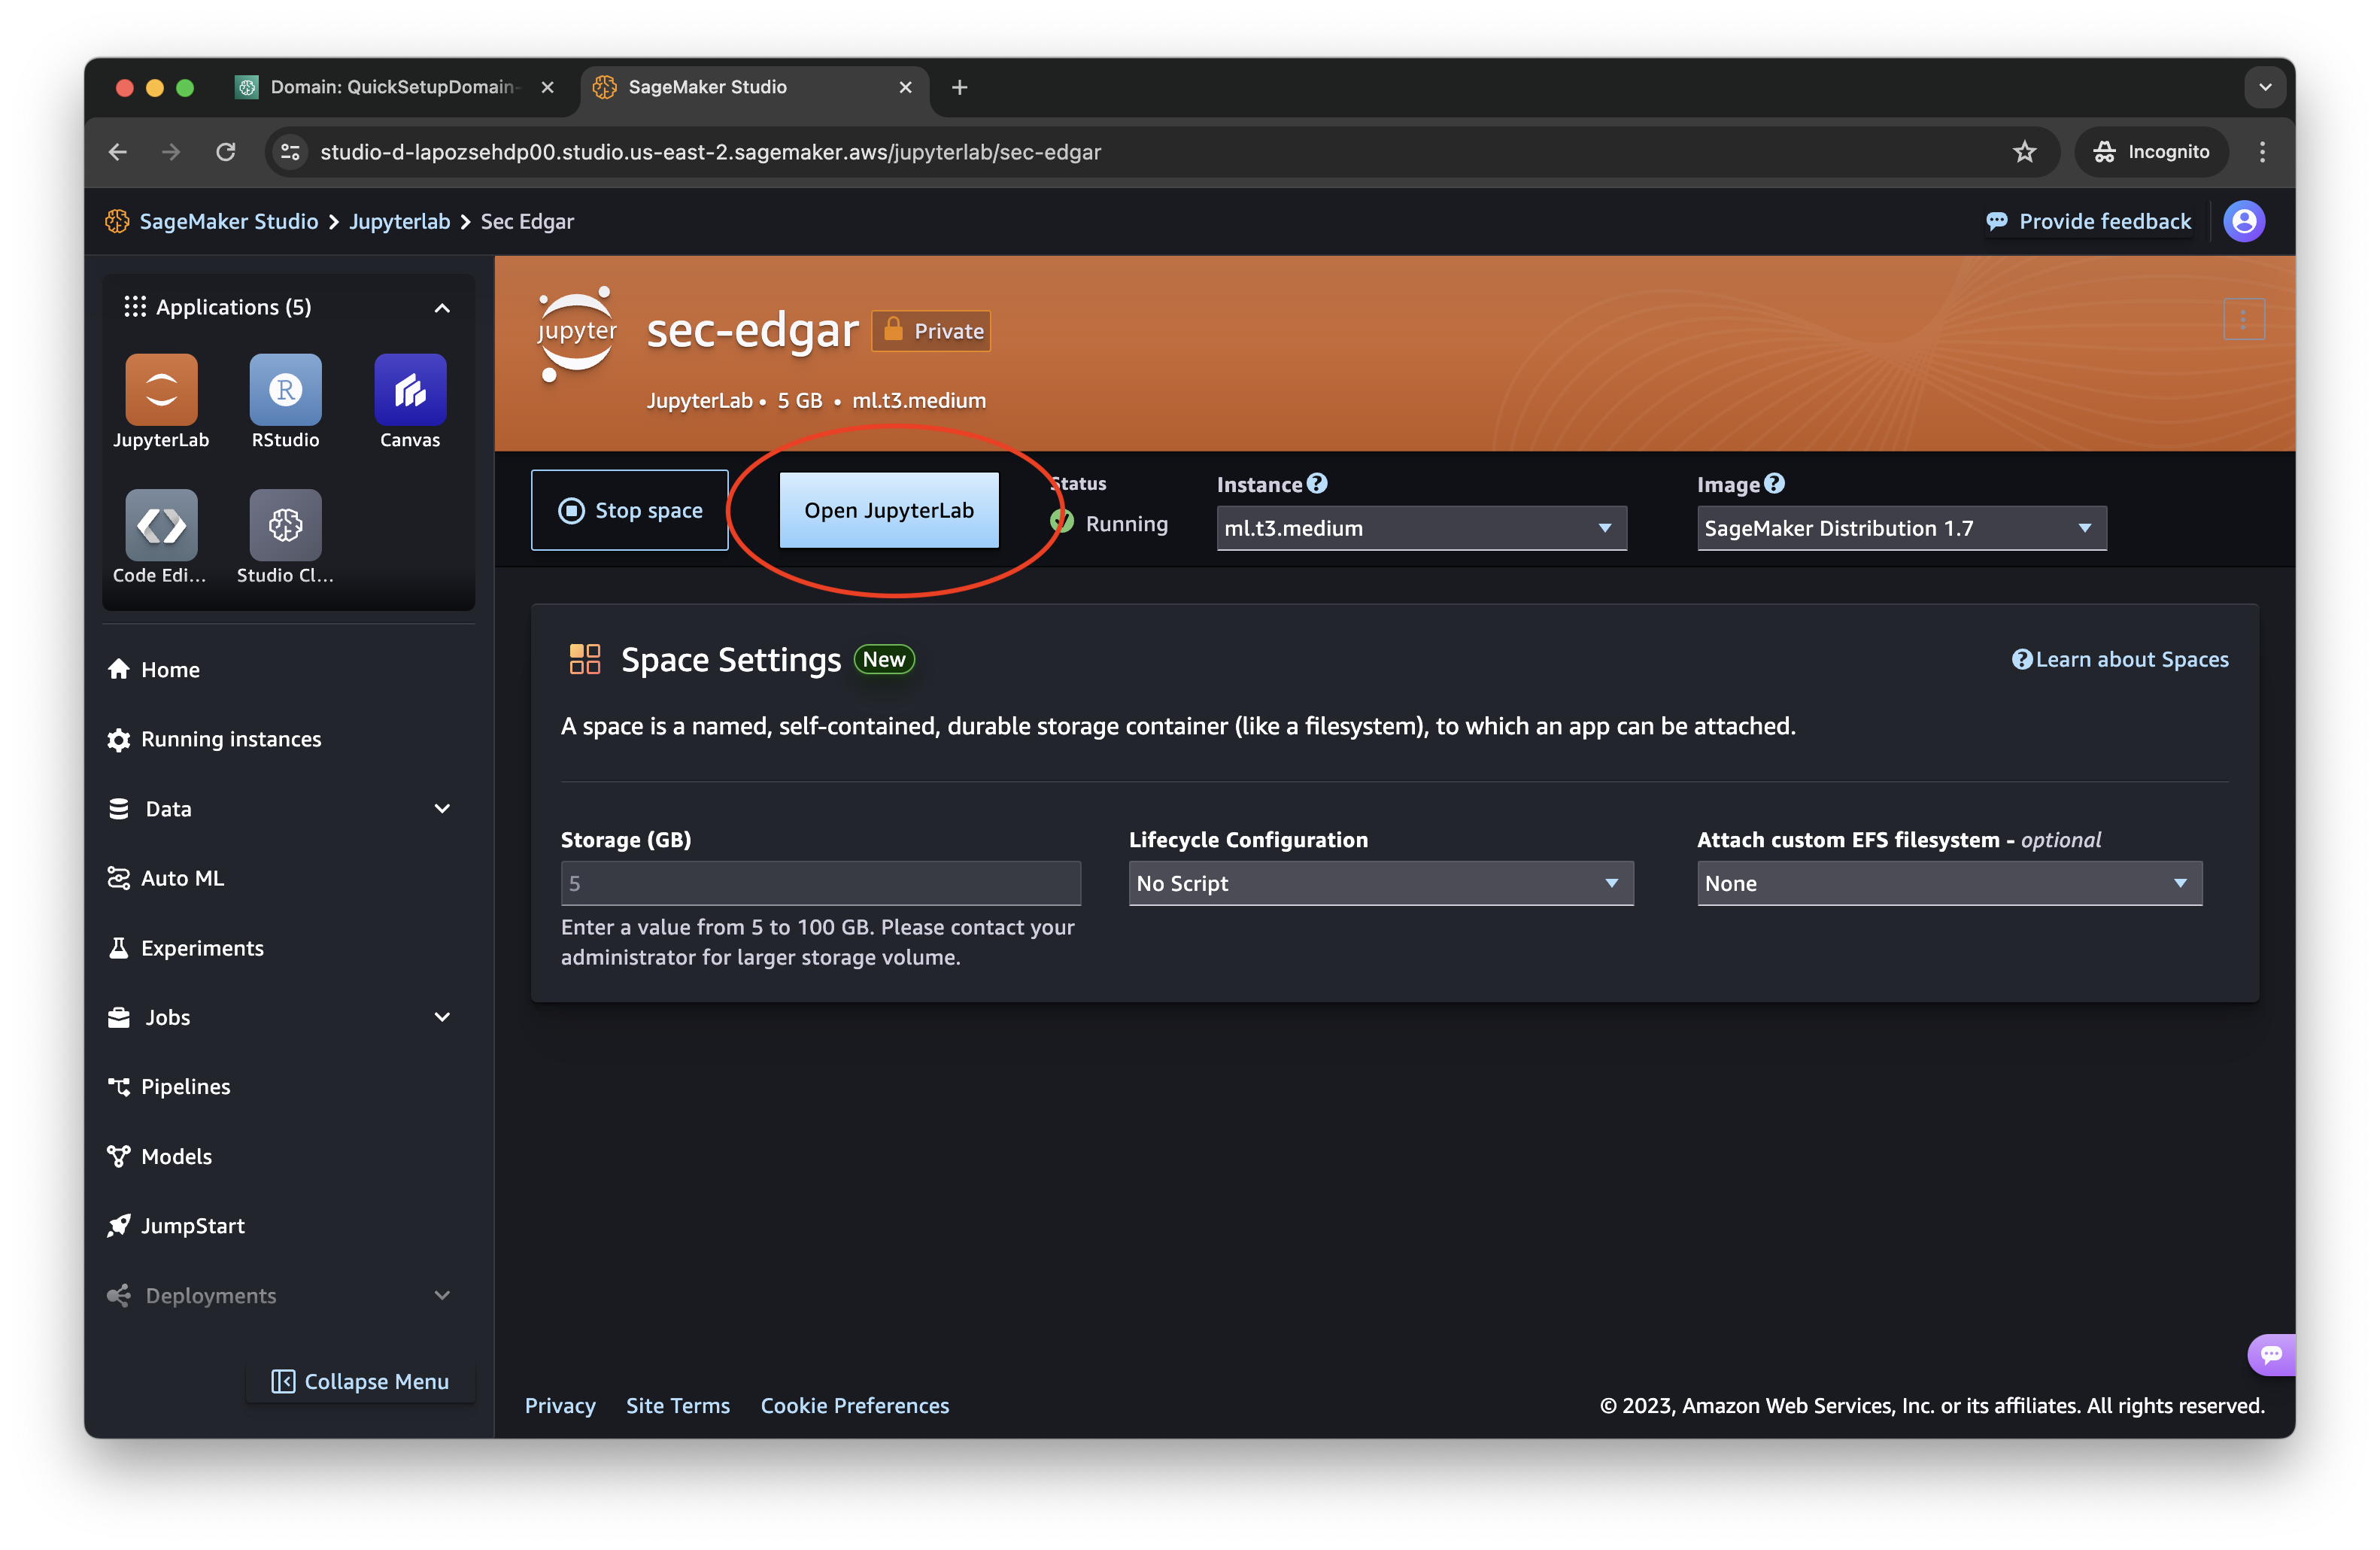 Domain: QuickSetupDomain-
SageMaker Studio
studio-d-lapozsehdp00.studio.us-east-2.sagemaker.aws/jupyterlab/sec-edgar
Incognito
SageMaker Studio
Jupyterlab
Sec Edgar
Provide feedback
Applications (5)
JupyterLab
RStudio
Canvas
Code Edi...
Studio Cl...
Home
Running instances
Data
Auto ML
Experiments
Jobs
Pipelines
Models
JumpStart
Deployments
Collapse Menu
jupyter
sec-edgar
Private
JupyterLab • 5 GB • ml.t3.medium
Stop space
Open JupyterLab
Status
Running
Instance
ml.t3.medium
Image
SageMaker Distribution 1.7
Space Settings
New
Learn about Spaces
A space is a named, self-contained, durable storage container (like a filesystem), to which an app can be attached.
Storage (GB)
5
Enter a value from 5 to 100 GB. Please contact your
administrator for larger storage volume.
Lifecycle Configuration
No Script
Attach custom EFS filesystem - optional
None
Privacy
Site Terms
Cookie Preferences
© 2023, Amazon Web Services, Inc. or its affiliates. All rights reserved.